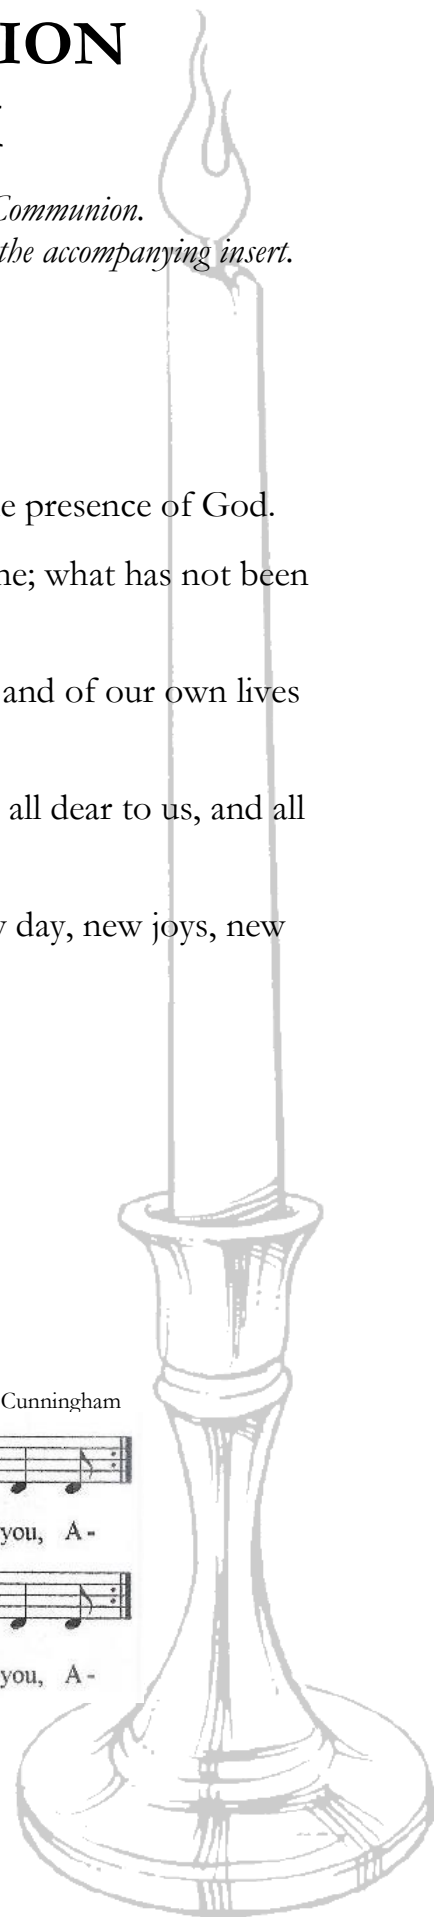 ION
Communion.
the accompanying insert.
e presence of God.
ne; what has not been
and of our own lives
all dear to us, and all
day, new joys, new
Cunningham
you, A-
you, A-